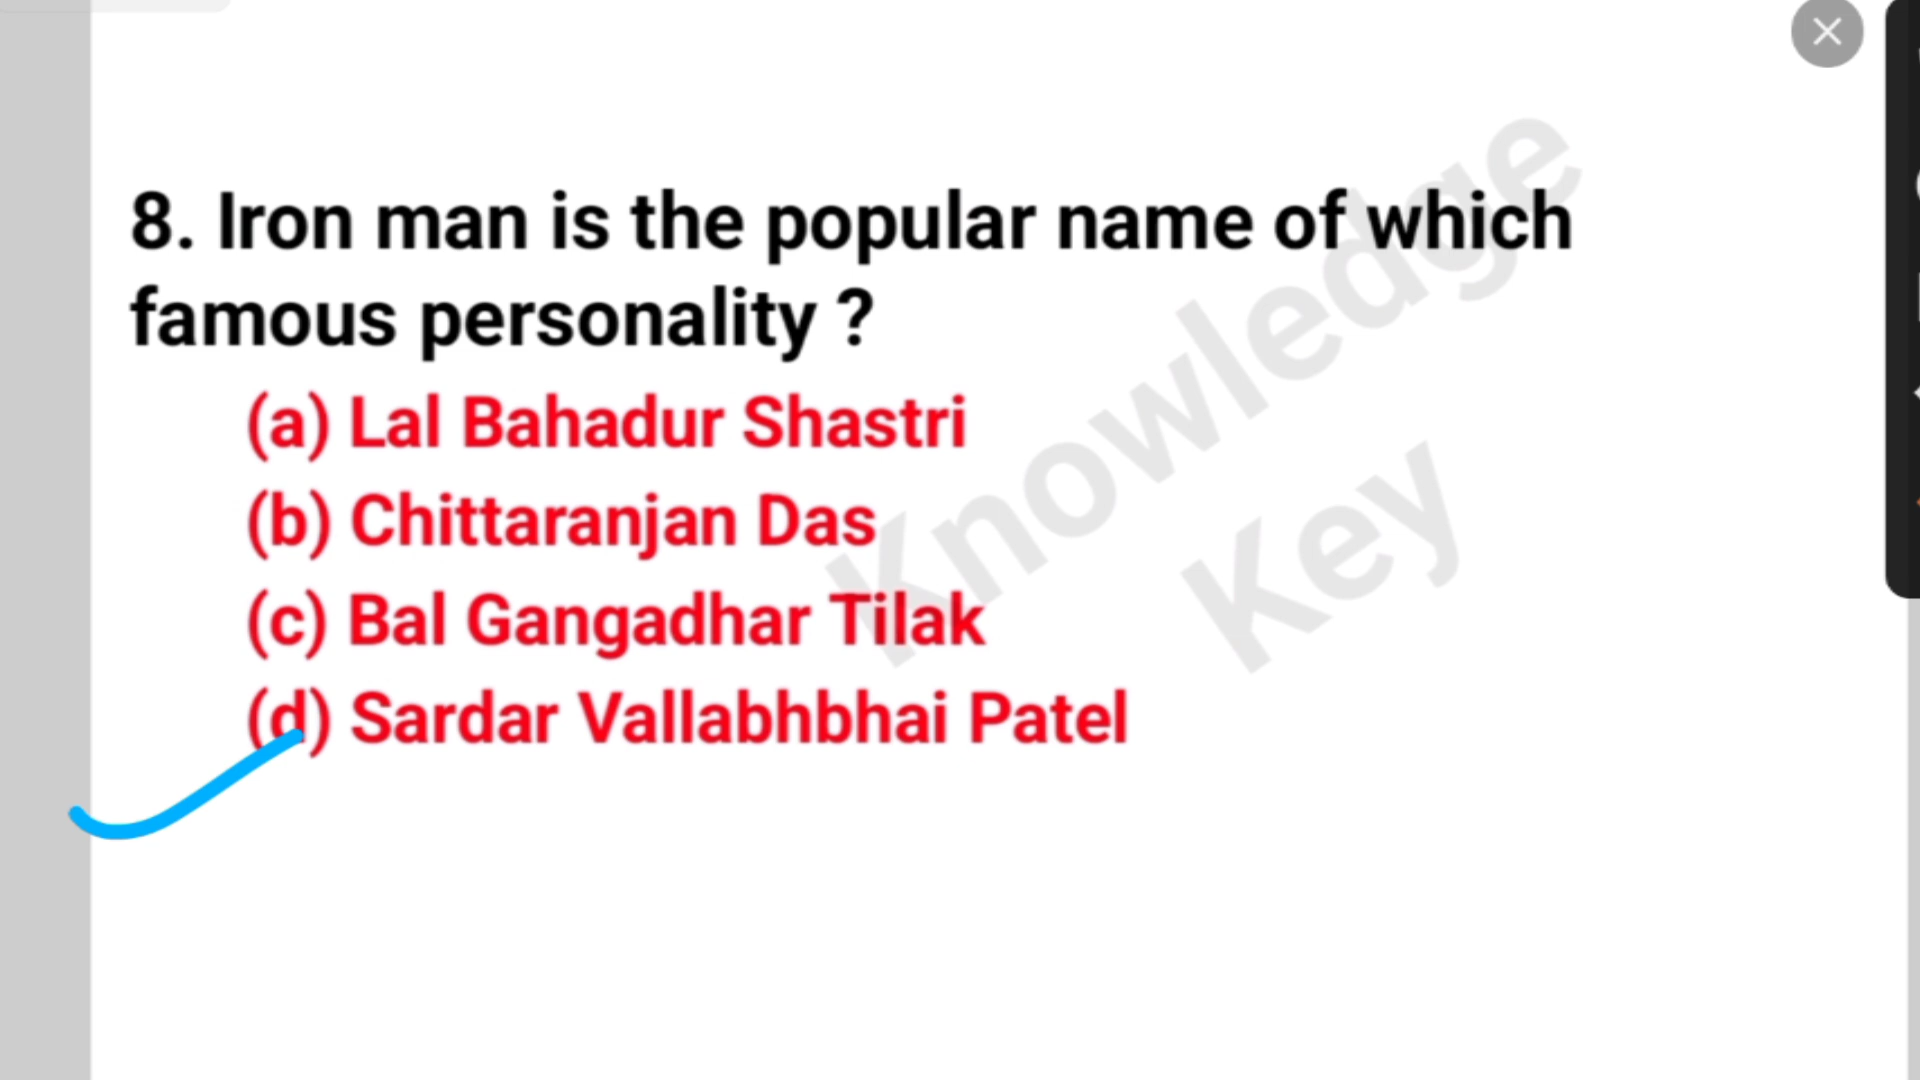 8. Iron man is the popular name of which
famous personality ?
(a) Lal Bahadur Shastri
(b) Chittaranjan Das
(c) Bal Gangadhar Tilak
(d) Sardar Vallabhbhai Patel
Knowledge
Key